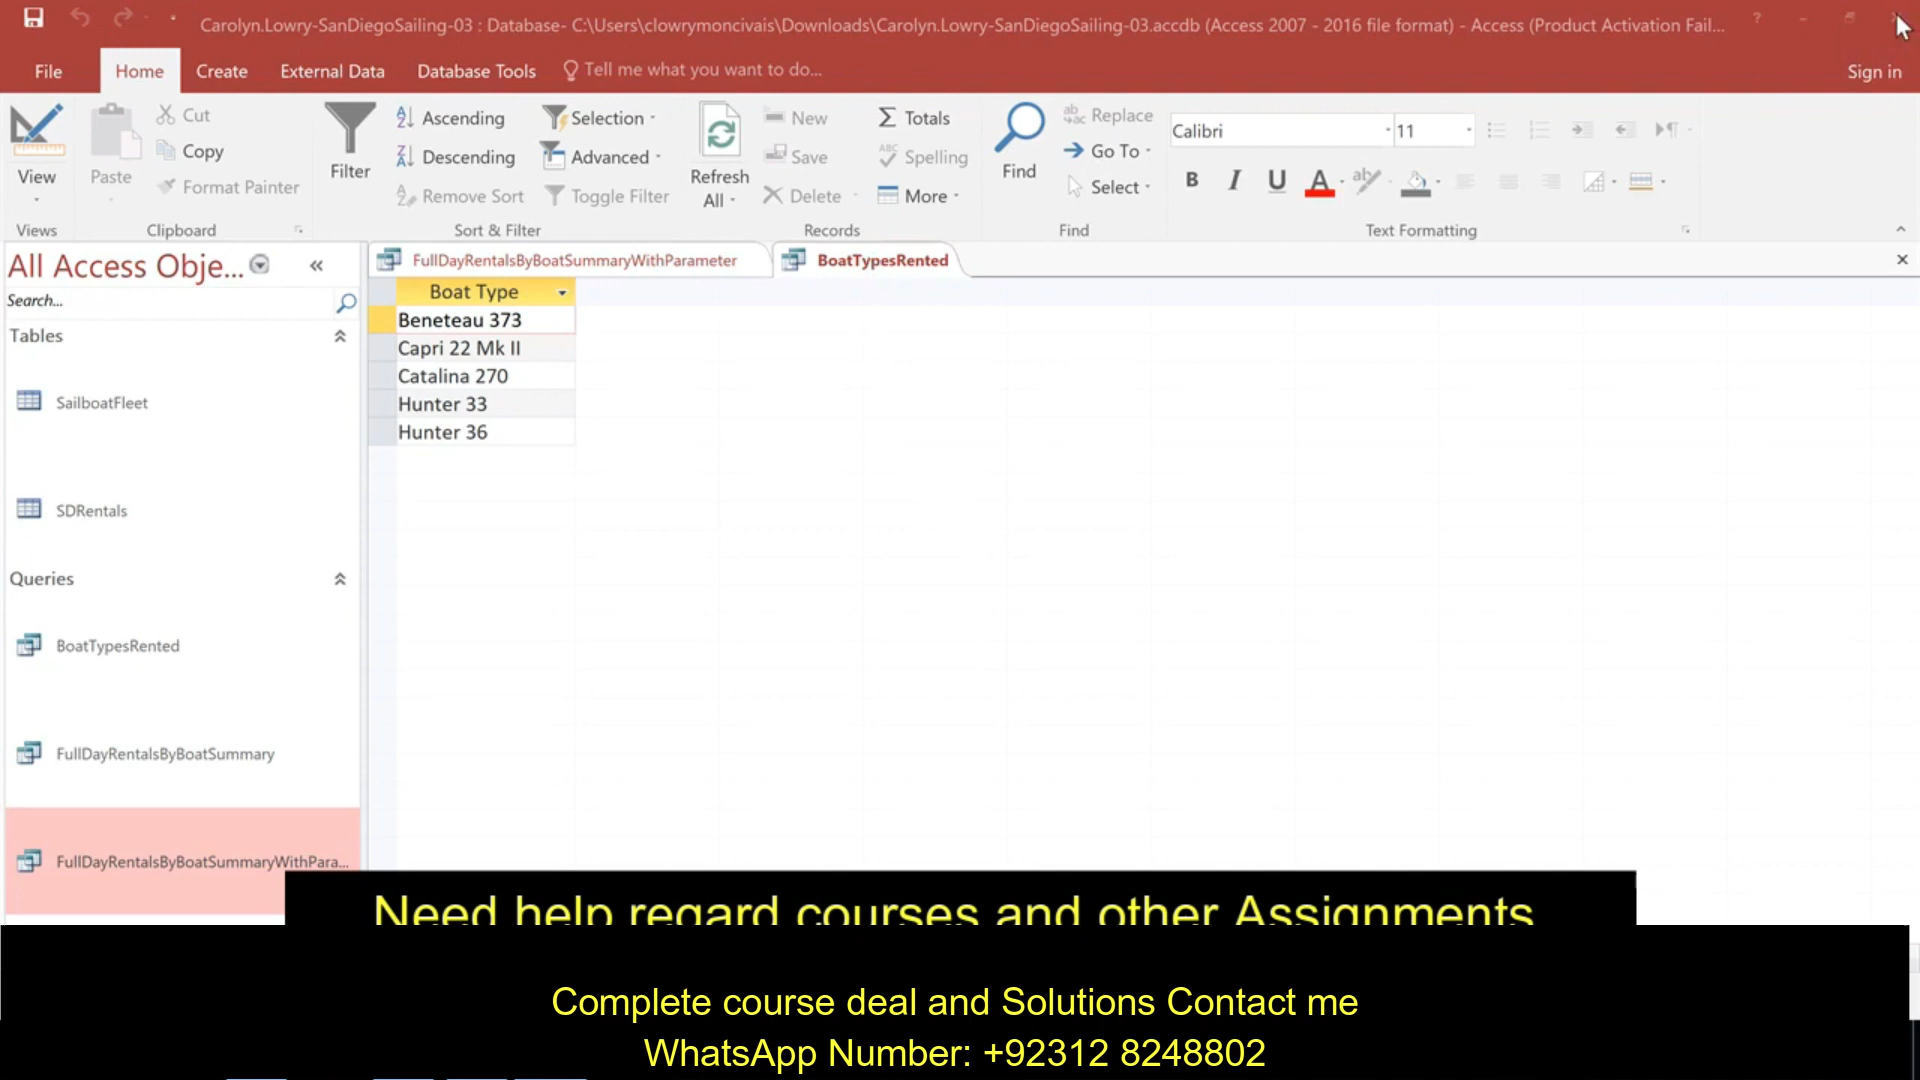 Carolyn.Lowry-SanDiegoSailing-03 : Database- C:\Users\clowrymoncivais\Downloads\Carolyn.Lowry-SanDiegoSailing-03.accdb (Access 2007 - 2016 file format) - Access (Product Activation Fail...
File Home Create External Data Database Tools Tell me what you want to do... Sign in
View
Views
Paste
Cut
Copy
Format Painter
Clipboard
Filter
Ascending
Descending
Remove Sort
Selection
Advanced
Toggle Filter
Sort & Filter
Refresh
All
New
Save
Delete
Totals
Spelling
More
Records
Find
Replace
Go To
Select
Find
Calibri 11
B I U A
Text Formatting
All Access Obje...
Search...
Tables
SailboatFleet
SDRentals
Queries
BoatTypesRented
FullDayRentalsByBoatSummary
FullDayRentalsByBoatSummaryWithPara...
FullDayRentalsByBoatSummaryWithParameter BoatTypesRented
Boat Type
Beneteau 373
Capri 22 Mk II
Catalina 270
Hunter 33
Hunter 36
Need help regard courses and other Assignments
Complete course deal and Solutions Contact me
WhatsApp Number: +92312 8248802